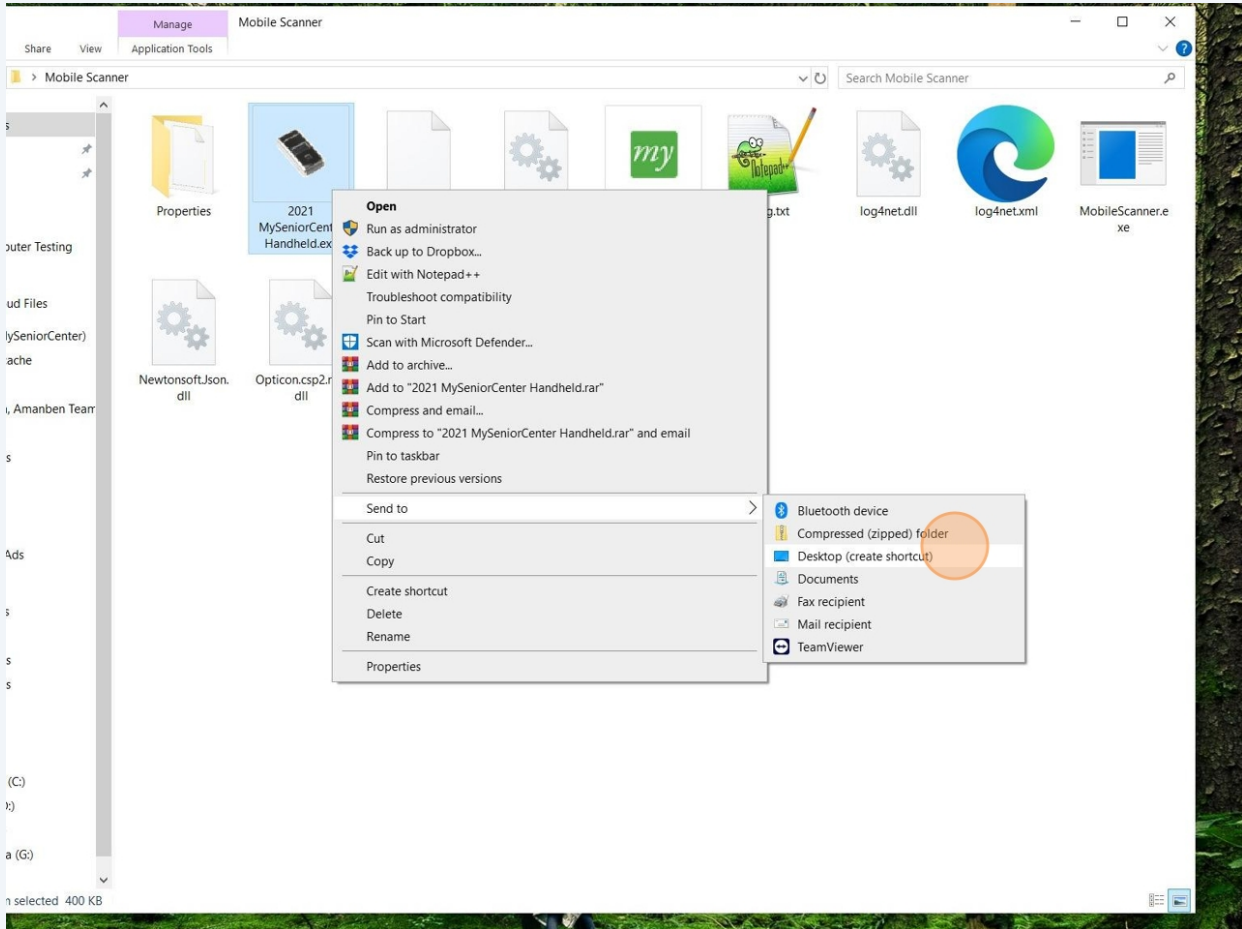 Manage
Mobile Scanner
Share
View
Application Tools
?
> Mobile Scanner
Search Mobile Scanner
my
Notepad++
Properties
2021
MySeniorCent
Handheld.ex
g.txt
log4net.dll
log4net.xml
MobileScanner.e
xe
s
puter Testing
ud Files
lySeniorCenter)
ache
, Amanben Team
s
Ads
s
s
s
(C:)
):)
a (G:)
NewtonsoftJson.
dll
Opticon.csp2.r
dll
Open
Run as administrator
Back up to Dropbox...
Edit with Notepad++
Troubleshoot compatibility
Pin to Start
Scan with Microsoft Defender...
Add to archive...
Add to "2021 MySeniorCenter Handheld.rar"
Compress and email...
Compress to "2021 MySeniorCenter Handheld.rar" and email
Pin to taskbar
Restore previous versions
Send to
Cut
Copy
Create shortcut
Delete
Rename
Properties
Bluetooth device
Compressed (zipped) folder
Desktop (create shortcut)
Documents
Fax recipient
Mail recipient
TeamViewer
selected 400 KB